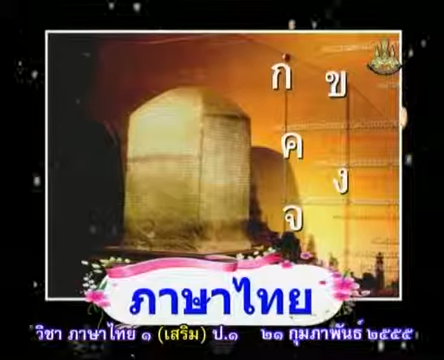 ก ข
ค ง
จ
ภาษาไทย
วิชา ภาษาไทย ๑ (เสริม) ป.๑ ๒๑ กุมภาพันธ์ ๒๕๕๕